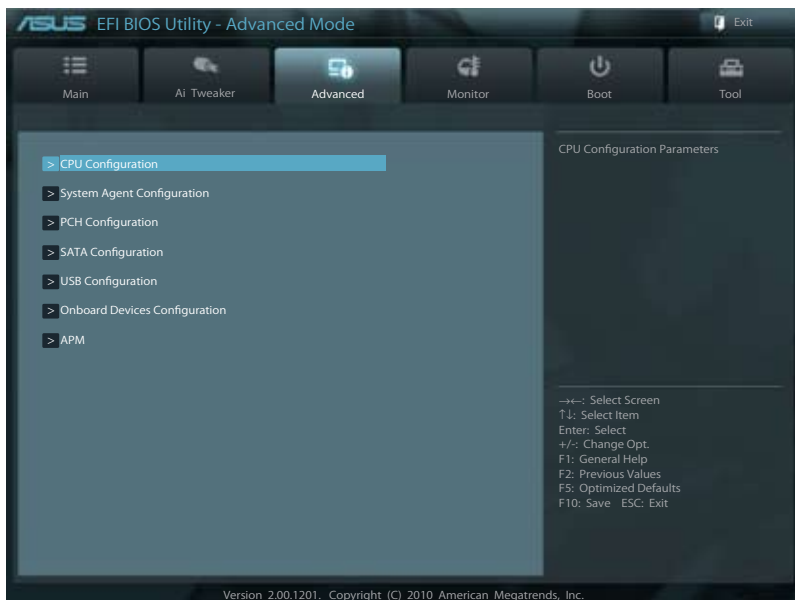 ASUS EFI BIOS Utility - Advanced Mode
Exit
Main
Ai Tweaker
Advanced
Monitor
Boot
Tool
> CPU Configuration
> System Agent Configuration
> PCH Configuration
> SATA Configuration
> USB Configuration
> Onboard Devices Configuration
> APM
CPU Configuration Parameters
→←: Select Screen
↑↓: Select Item
Enter: Select
+/-: Change Opt.
F1: General Help
F2: Previous Values
F5: Optimized Defaults
F10: Save ESC: Exit
Version 2.00.1201. Copyright (C) 2010 American Megatrends, Inc.